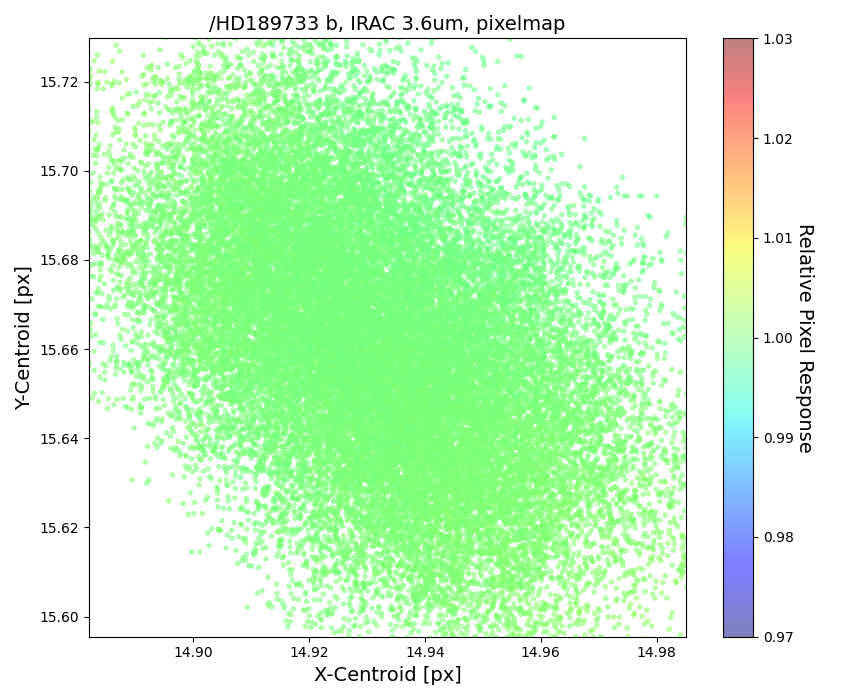 /HD189733 b, IRAC 3.6um, pixelmap
15.72
15.70
15.68
15.66
15.64
15.62
15.60
Y-Centroid [px]
14.90 14.92 14.94 14.96 14.98
X-Centroid [px]
1.03
1.02
1.01
1.00
0.99
0.98
0.97
Relative Pixel Response